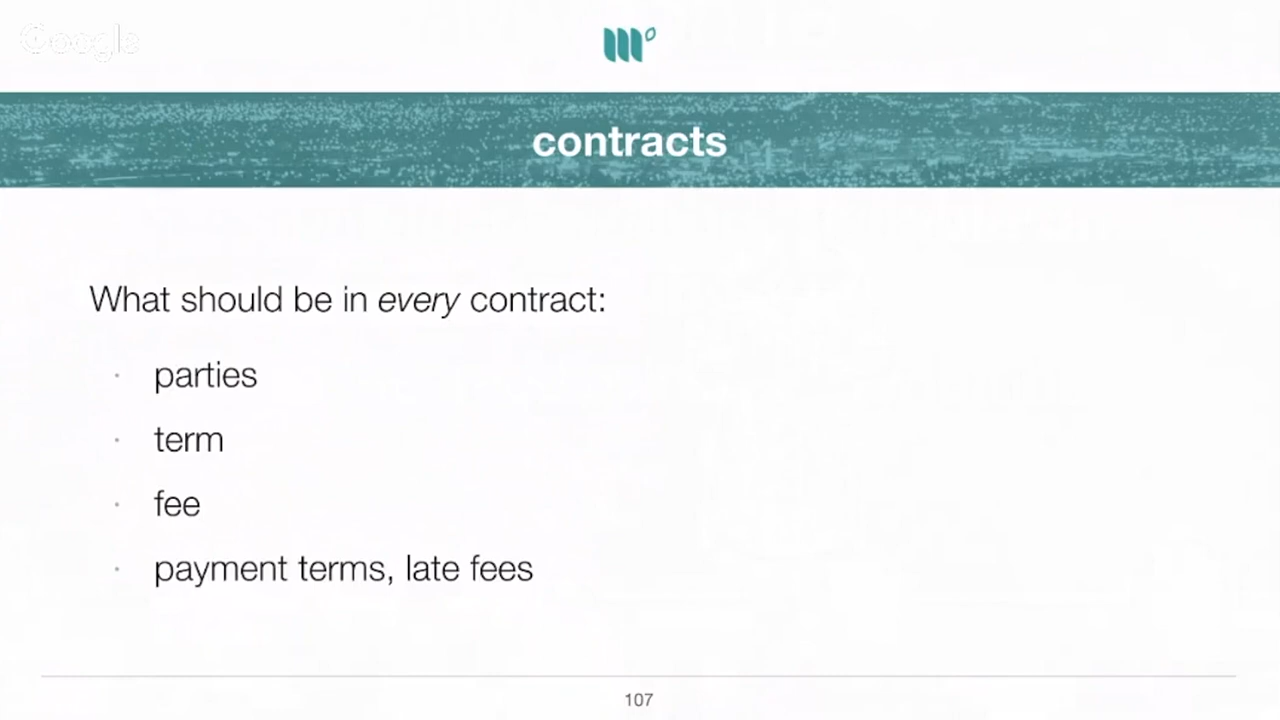 Google
contracts
What should be in every contract:
· parties
· term
· fee
· payment terms, late fees
107